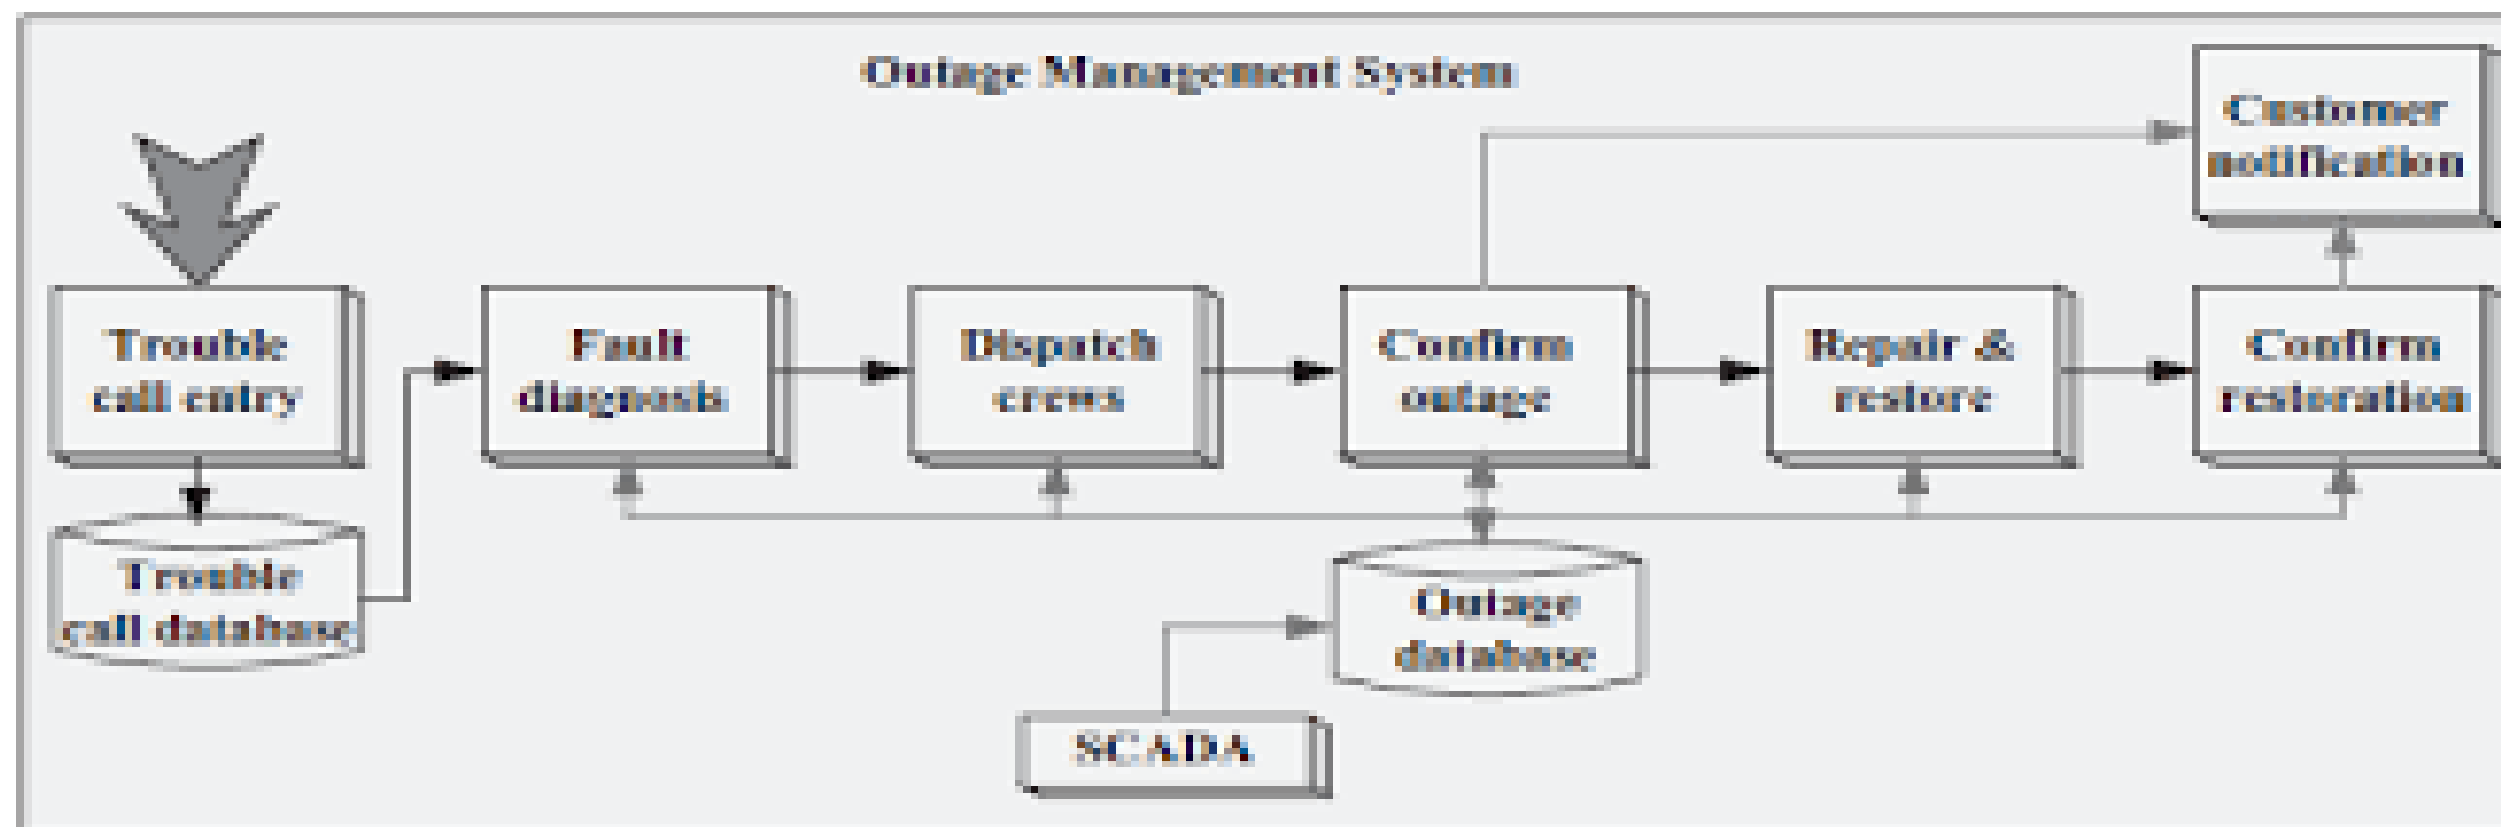 Outage Management System
Customer
notification
Trouble
call entry
Fault
diagnosis
Dispatch
crews
Confirm
outage
Repair &
restore
Confirm
restoration
Trouble
call database
Outage
database
SCADA